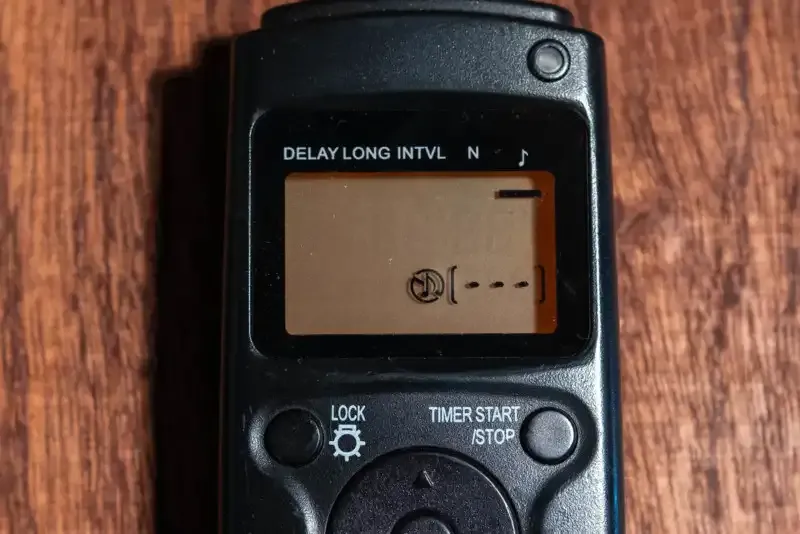 DELAY LONG INTVL N ♪
[---]
LOCK
TIMER START
/STOP